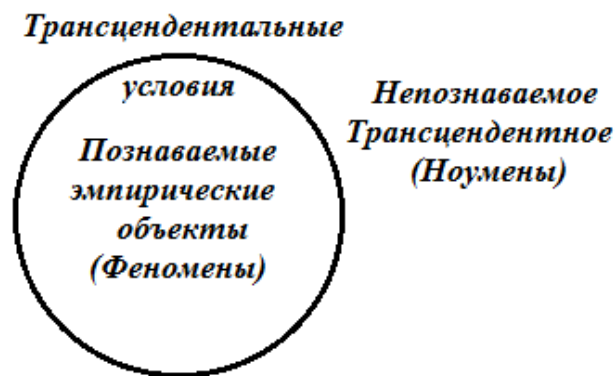 Трансцендентальные
условия
Познаваемые
эмпирические
объекты
(Феномены)
Непознаваемое
Трансцендентное
(Ноумены)